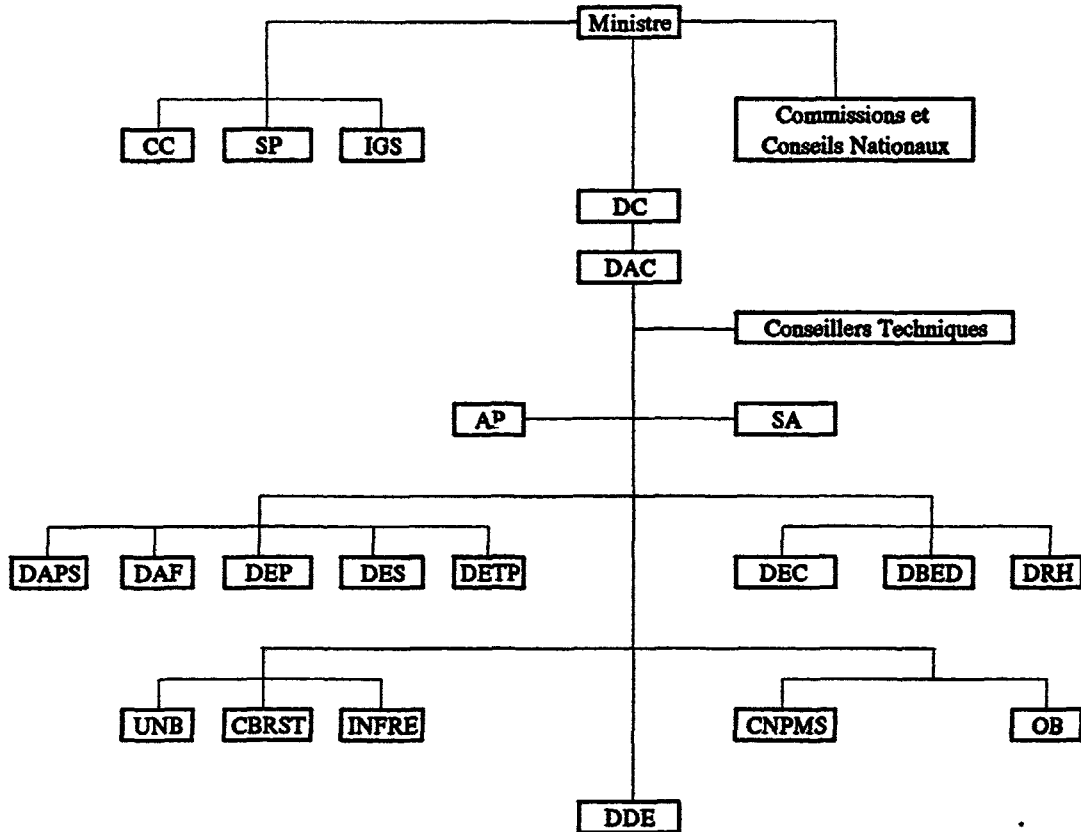 Ministre
CC
SP
IGS
Commissions et
Conseils Nationaux
DC
DAC
Conseillers Techniques
AP
SA
DAPS
DAF
DEP
DES
DETP
DEC
DBED
DRH
UNB
CBRST
INFRE
CNPMS
OB
DDE